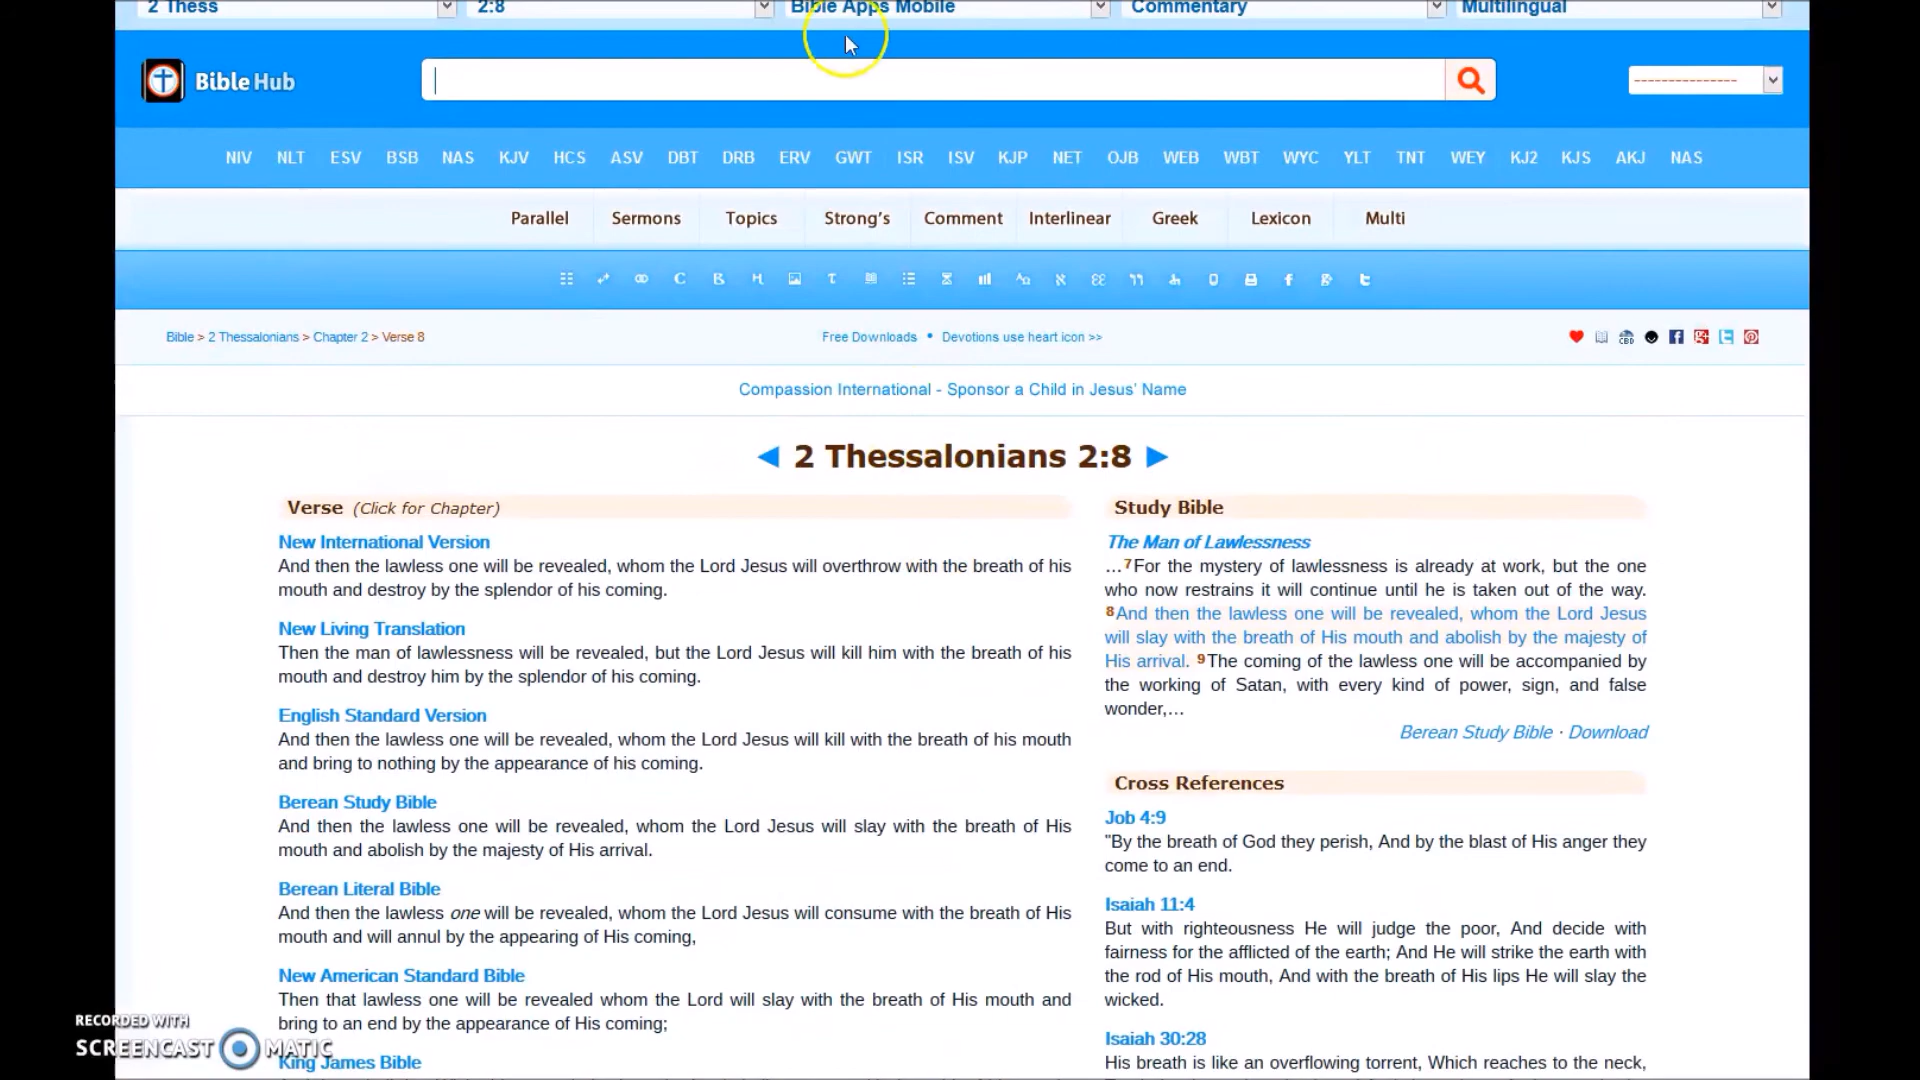 2 Thess 2:8 Bible Apps Mobile Commentary Multilingual
Bible Hub ---------------
NIV NLT ESV BSB NAS KJV HCS ASV DBT DRB ERV GWT ISR ISV KJP NET OJB WEB WBT WYC YLT TNT WEY KJ2 KJS AKJ NAS
Parallel Sermons Topics Strong's Comment Interlinear Greek Lexicon Multi
Bible > 2 Thessalonians > Chapter 2 > Verse 8 Free Downloads • Devotions use heart icon >>
Compassion International - Sponsor a Child in Jesus' Name
◄ 2 Thessalonians 2:8 ►
Verse (Click for Chapter)
New International Version
And then the lawless one will be revealed, whom the Lord Jesus will overthrow with the breath of his
mouth and destroy by the splendor of his coming.
New Living Translation
Then the man of lawlessness will be revealed, but the Lord Jesus will kill him with the breath of his
mouth and destroy him by the splendor of his coming.
English Standard Version
And then the lawless one will be revealed, whom the Lord Jesus will kill with the breath of his mouth
and bring to nothing by the appearance of his coming.
Berean Study Bible
And then the lawless one will be revealed, whom the Lord Jesus will slay with the breath of His
mouth and abolish by the majesty of His arrival.
Berean Literal Bible
And then the lawless one will be revealed, whom the Lord Jesus will consume with the breath of His
mouth and will annul by the appearing of His coming,
New American Standard Bible
Then that lawless one will be revealed whom the Lord will slay with the breath of His mouth and
bring to an end by the appearance of His coming;
King James Bible
Study Bible
The Man of Lawlessness
…7For the mystery of lawlessness is already at work, but the one
who now restrains it will continue until he is taken out of the way.
8And then the lawless one will be revealed, whom the Lord Jesus
will slay with the breath of His mouth and abolish by the majesty of
His arrival. 9The coming of the lawless one will be accompanied by
the working of Satan, with every kind of power, sign, and false
wonder,…
Berean Study Bible · Download
Cross References
Job 4:9
"By the breath of God they perish, And by the blast of His anger they
come to an end.
Isaiah 11:4
But with righteousness He will judge the poor, And decide with
fairness for the afflicted of the earth; And He will strike the earth with
the rod of His mouth, And with the breath of His lips He will slay the
wicked.
Isaiah 30:28
His breath is like an overflowing torrent, Which reaches to the neck,
RECORDED WITH
SCREENCAST MATIC